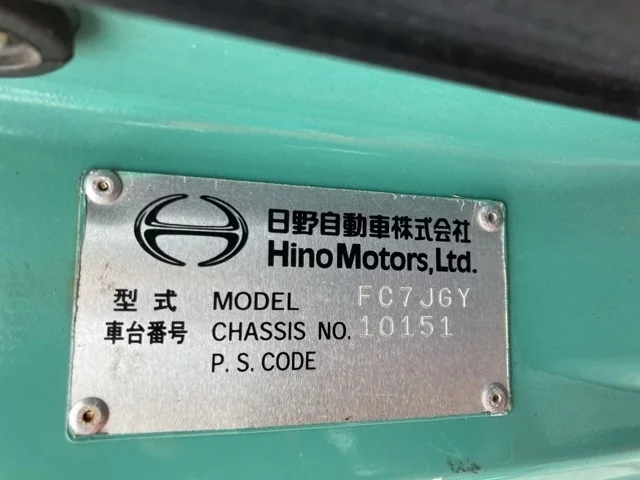 日野自動車株式会社
Hino Motors, Ltd.
型式 MODEL FC7JGY
車台番号 CHASSIS NO. 10151
P. S. CODE